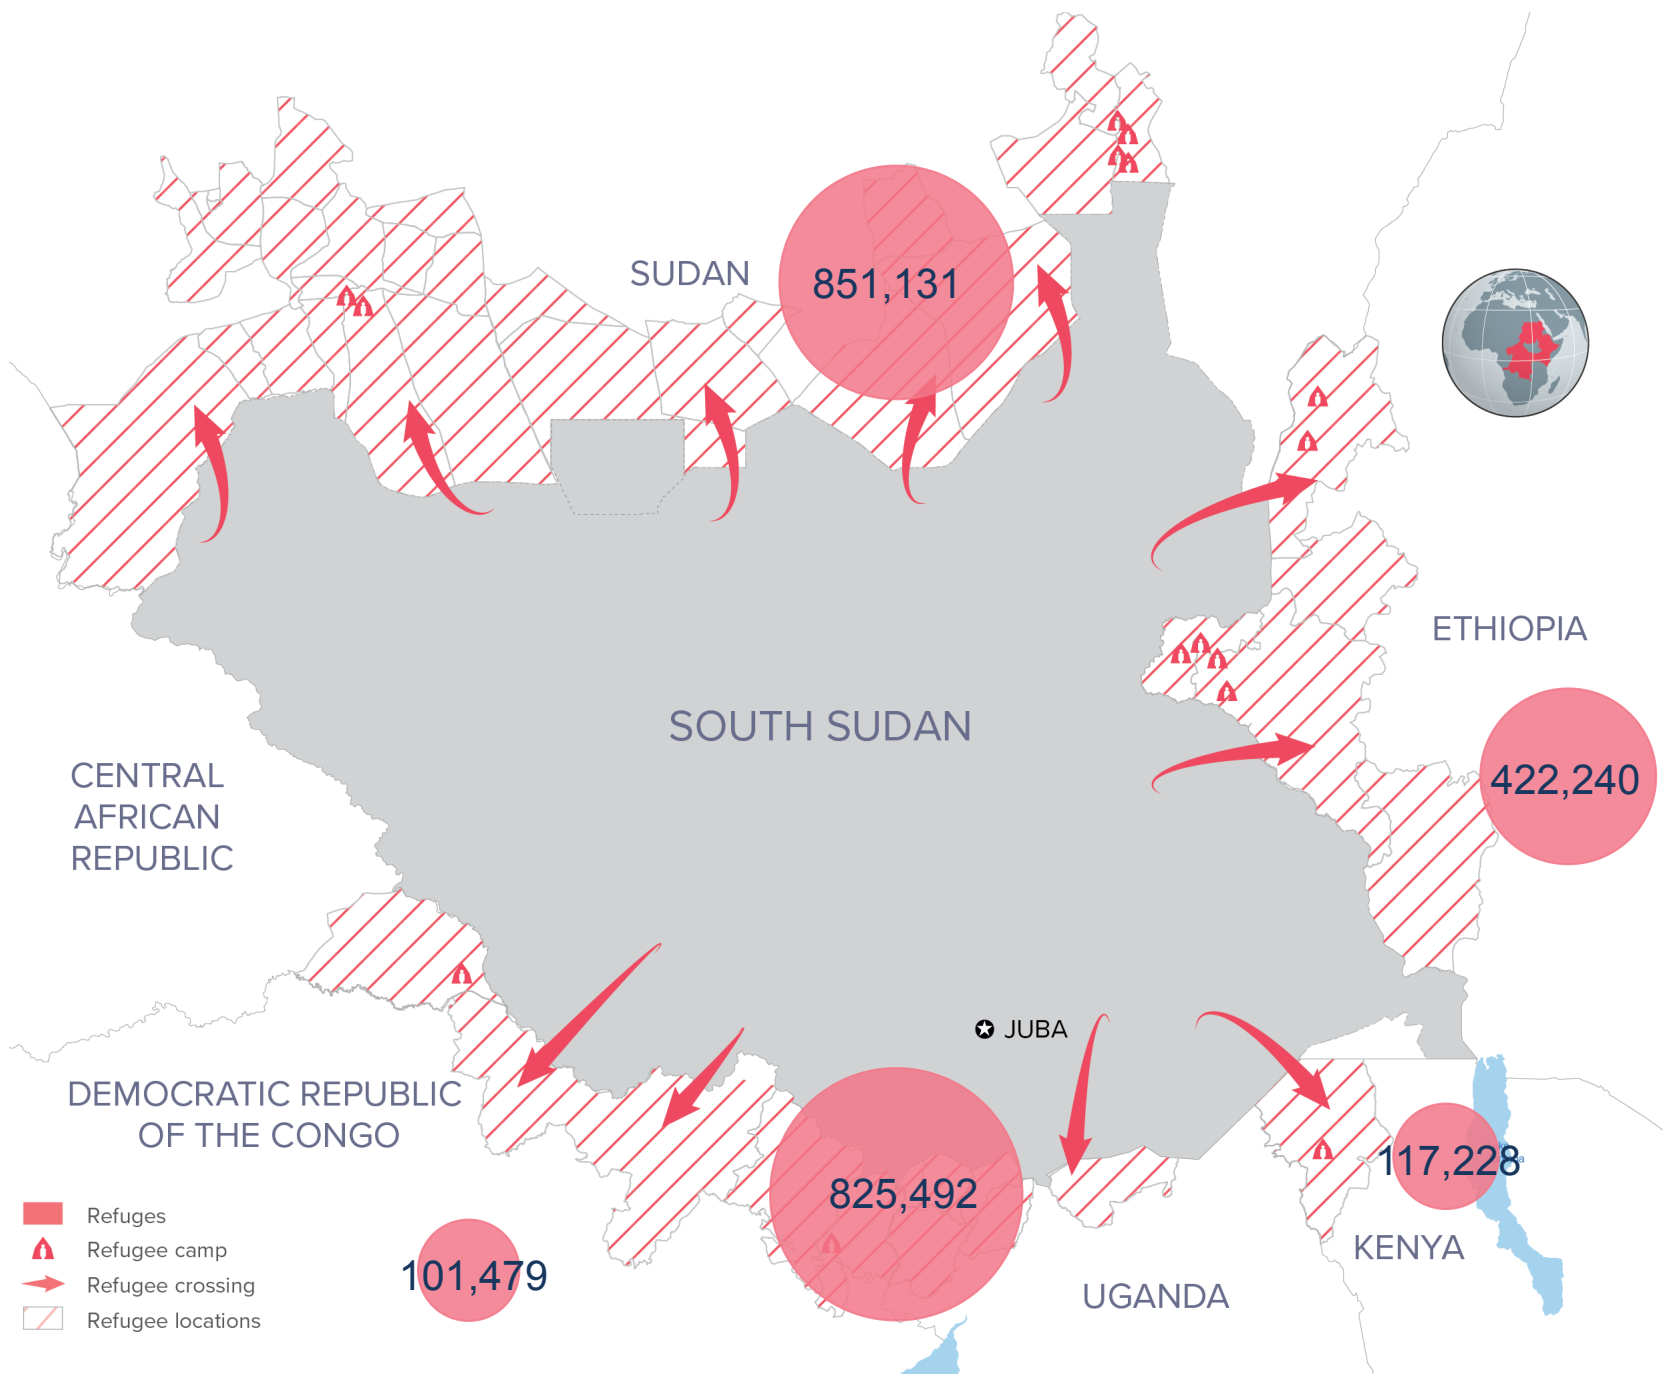 SUDAN
851,131
ETHIOPIA
SOUTH SUDAN
422,240
CENTRAL
AFRICAN
REPUBLIC
JUBA
DEMOCRATIC REPUBLIC
OF THE CONGO
117,228
825,492
KENYA
101,479
UGANDA
Refuges
Refugee camp
Refugee crossing
Refugee locations